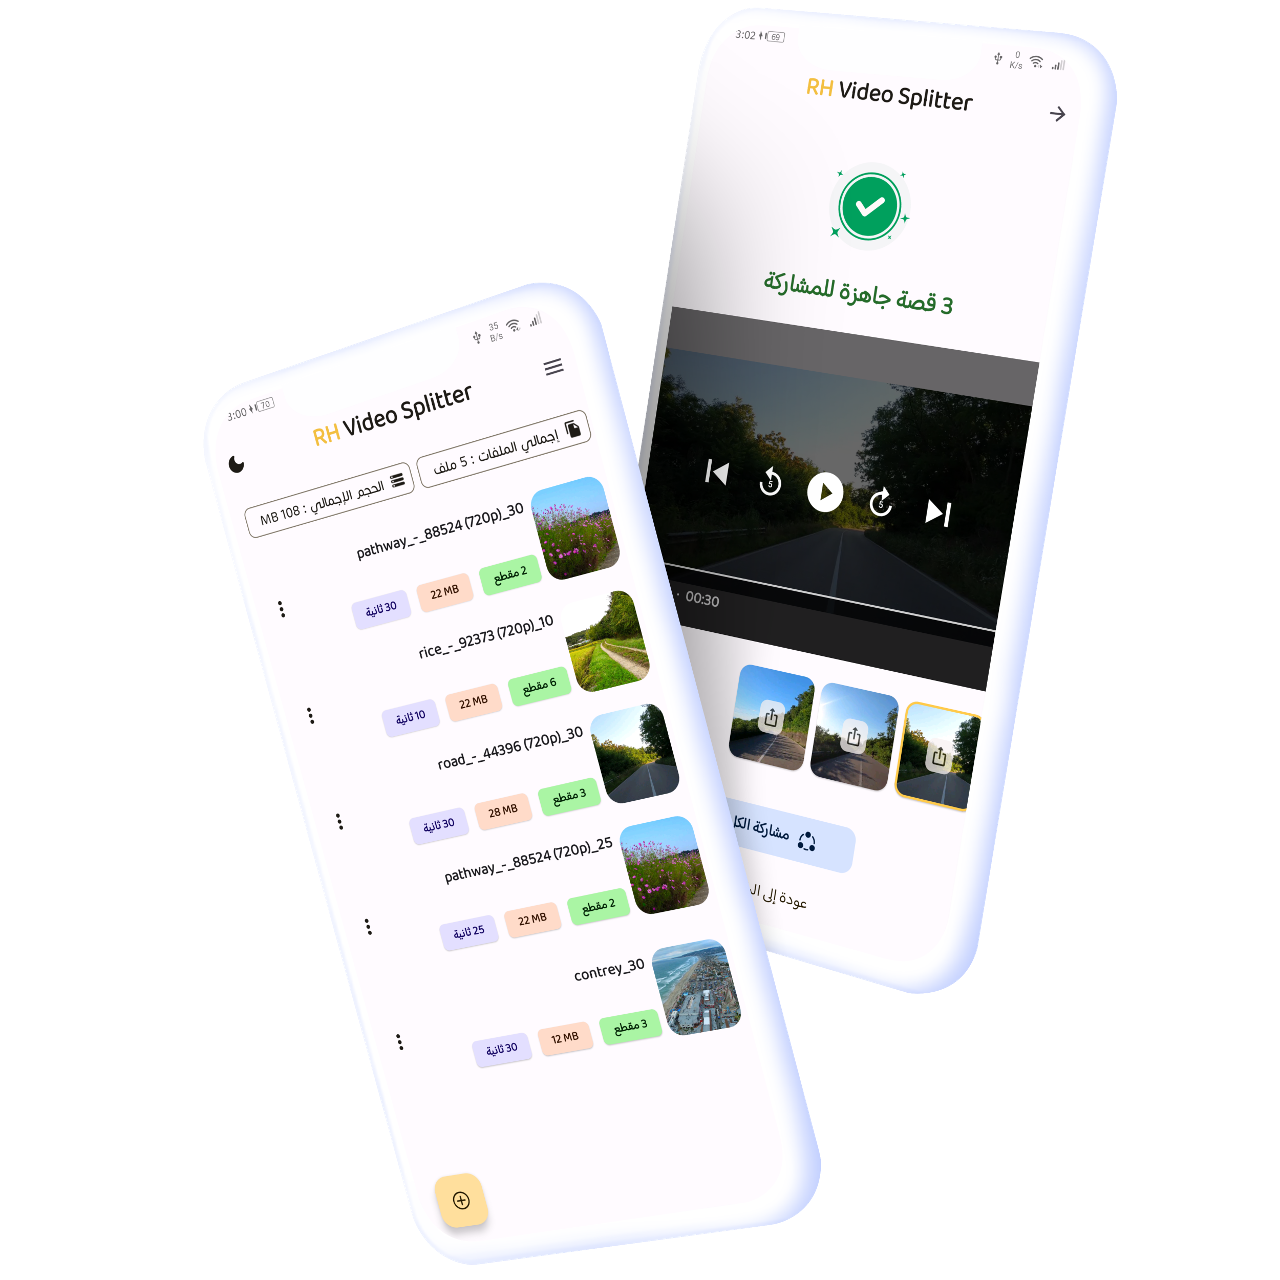 3:00 70
35 B/s
RH Video Splitter
إجمالي الملفات : 5 ملف
الحجم الإجمالي : 108 MB
pathway_-_88524 (720p)_30
2 مقطع
22 MB
30 ثانية
rice_-_92373 (720p)_10
6 مقطع
22 MB
10 ثانية
road_-_44396 (720p)_30
3 مقطع
28 MB
30 ثانية
pathway_-_88524 (720p)_25
2 مقطع
22 MB
25 ثانية
contrey_30
3 مقطع
12 MB
30 ثانية
3:02 69
0 K/s
RH Video Splitter
3 قصة جاهزة للمشاركة
5
5
· 00:30
مشاركة
عودة إلى